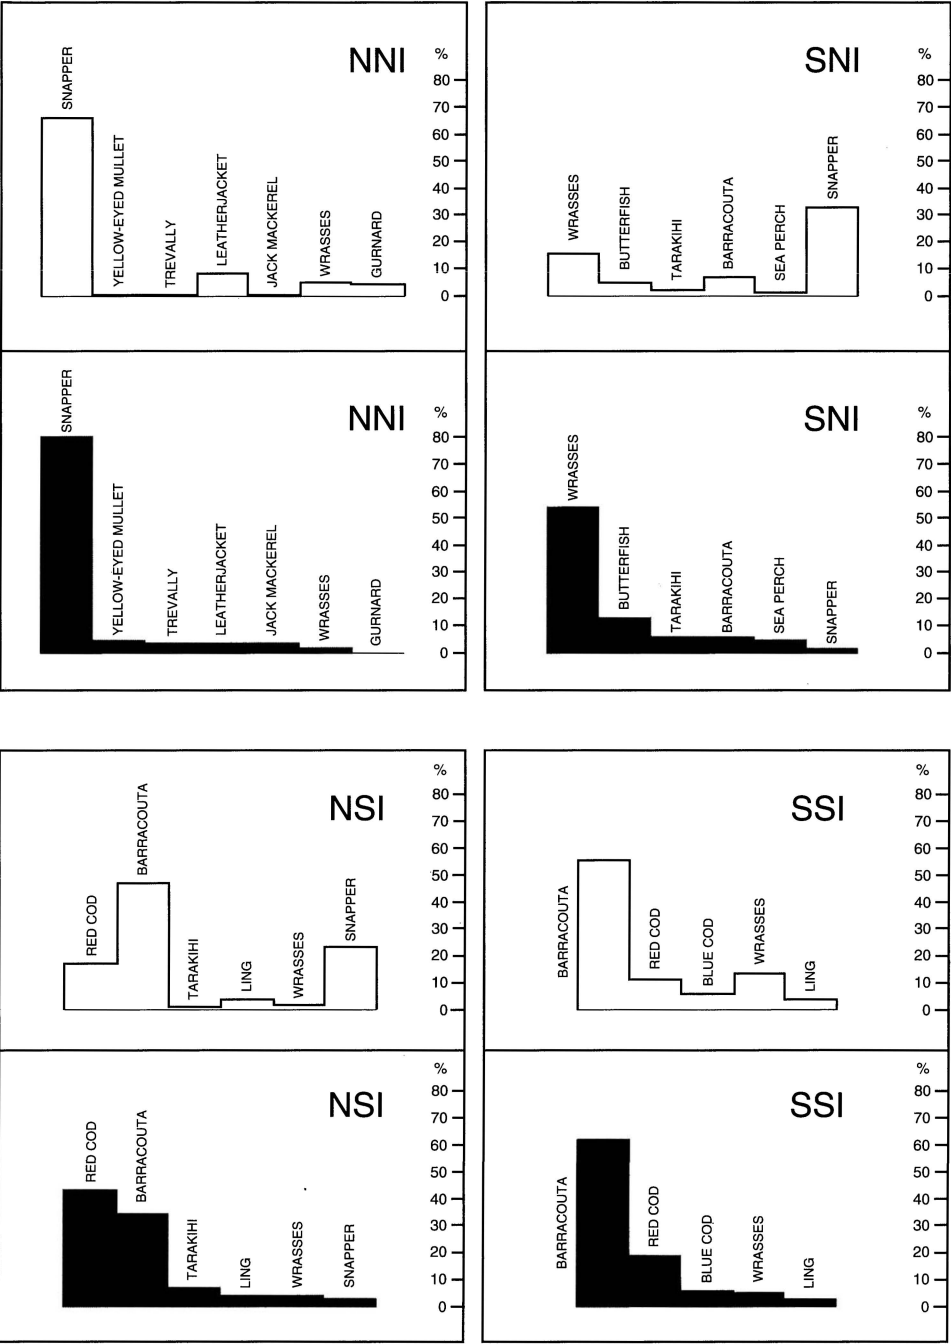 NNI
%
80
70
60
50
40
30
20
10
0
SNAPPER
YELLOW-EYED MULLET
TREVALLY
LEATHERJACKET
JACK MACKEREL
WRASSES
GURNARD
SNI
%
80
70
60
50
40
30
20
10
0
WRASSES
BUTTERFISH
TARAKIHI
BARRACOUTA
SEA PERCH
SNAPPER
NNI
%
80
70
60
50
40
30
20
10
0
SNAPPER
YELLOW-EYED MULLET
TREVALLY
LEATHERJACKET
JACK MACKEREL
WRASSES
GURNARD
SNI
%
80
70
60
50
40
30
20
10
0
WRASSES
BUTTERFISH
TARAKIHI
BARRACOUTA
SEA PERCH
SNAPPER
NSI
%
80
70
60
50
40
30
20
10
0
RED COD
BARRACOUTA
TARAKIHI
LING
WRASSES
SNAPPER
SSI
%
80
70
60
50
40
30
20
10
0
BARRACOUTA
RED COD
BLUE COD
WRASSES
LING
NSI
%
80
70
60
50
40
30
20
10
0
RED COD
BARRACOUTA
TARAKIHI
LING
WRASSES
SNAPPER
SSI
%
80
70
60
50
40
30
20
10
0
BARRACOUTA
RED COD
BLUE COD
WRASSES
LING